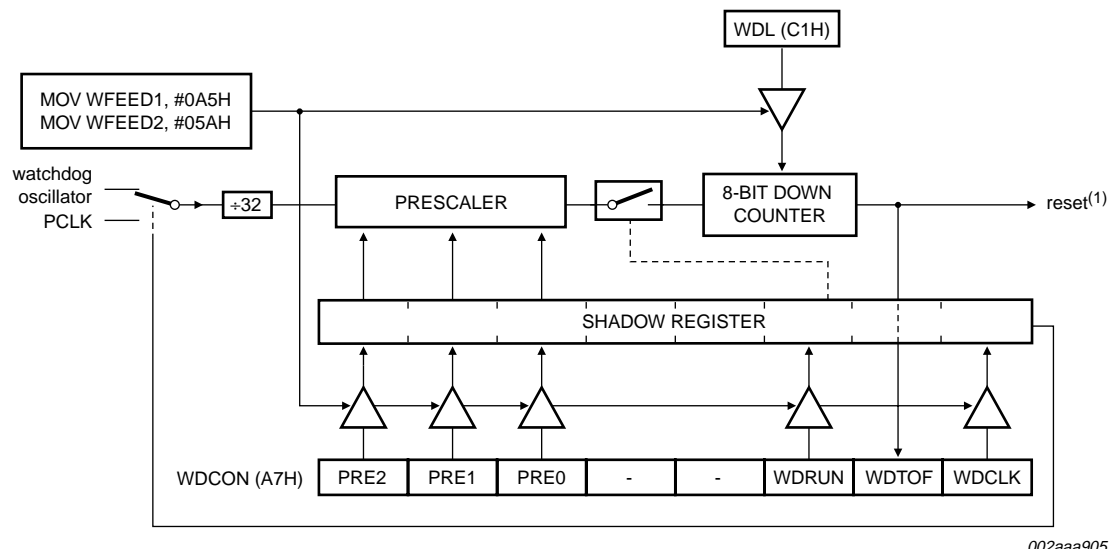 WDL (C1H)
MOV WFEED1, #0A5H
MOV WFEED2, #05AH
watchdog
oscillator
PCLK
÷32
PRESCALER
8-BIT DOWN
COUNTER
reset(1)
SHADOW REGISTER
WDCON (A7H)
PRE2
PRE1
PRE0
-
-
WDRUN
WDTOF
WDCLK
002aaa905